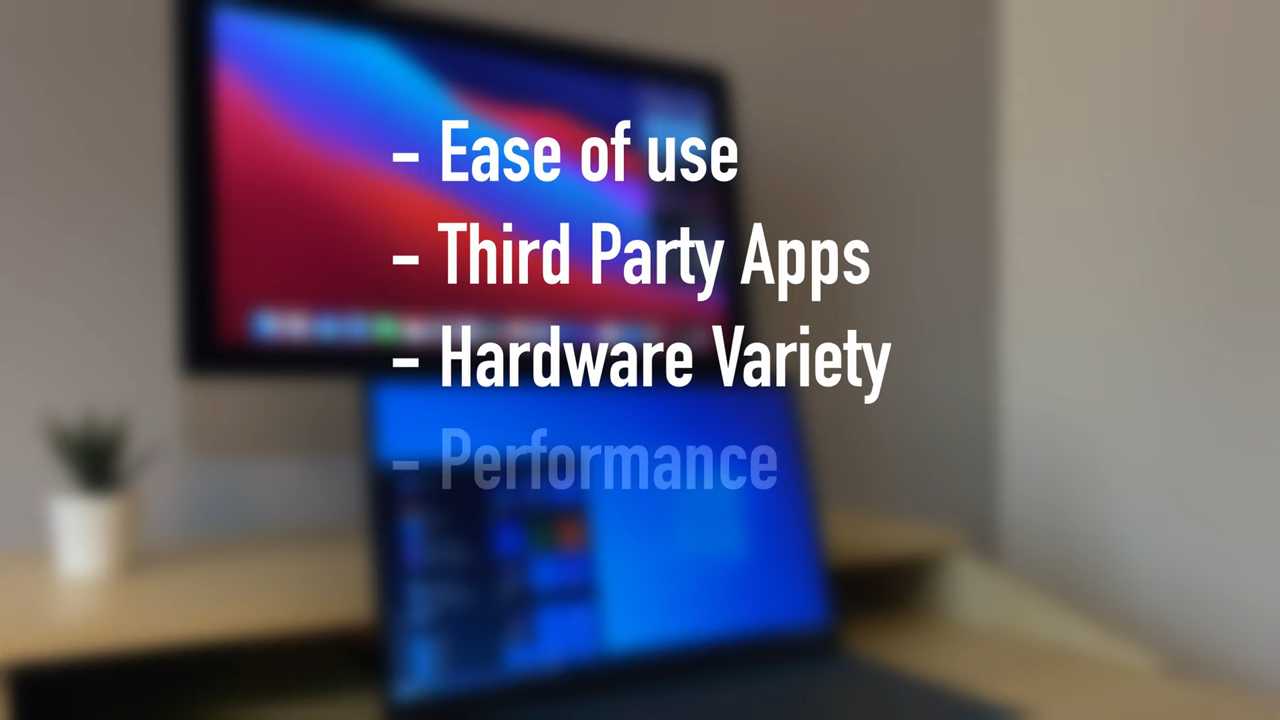 - Ease of use
- Third Party Apps
- Hardware Variety
- Performance